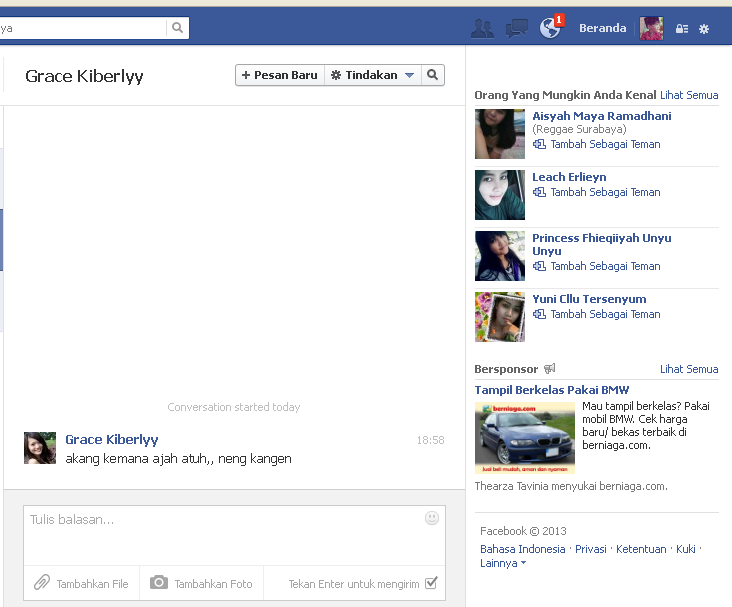 ya
1
Beranda
Grace Kiberlyy
+ Pesan Baru
Tindakan
Conversation started today
Grace Kiberlyy
18:58
akang kemana ajah atuh,, neng kangen
Tulis balasan...
Tambahkan File
Tambahkan Foto
Tekan Enter untuk mengirim
Orang Yang Mungkin Anda Kenal Lihat Semua
Aisyah Maya Ramadhani
(Reggae Surabaya)
Tambah Sebagai Teman
Leach Erlieyn
Tambah Sebagai Teman
Princess Fhieqiiyah Unyu
Unyu
Tambah Sebagai Teman
Yuni Cllu Tersenyum
Tambah Sebagai Teman
Bersponsor
Lihat Semua
Tampil Berkelas Pakai BMW
berniaga.com
Jual beli mudah, aman dan nyaman
Mau tampil berkelas? Pakai
mobil BMW. Cek harga
baru/ bekas terbaik di
berniaga.com.
Thearza Tavinia menyukai berniaga.com.
Facebook © 2013
Bahasa Indonesia · Privasi · Ketentuan · Kuki ·
Lainnya